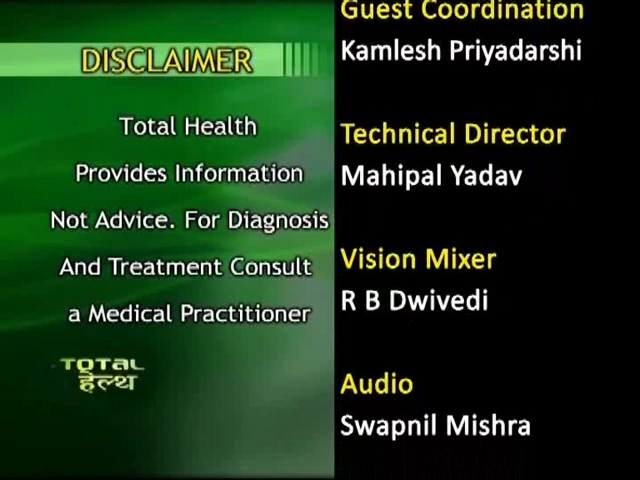 DISCLAIMER
Total Health
Provides Information
Not Advice. For Diagnosis
And Treatment Consult
a Medical Practitioner
TOTAL
हेल्थ
Guest Coordination
Kamlesh Priyadarshi
Technical Director
Mahipal Yadav
Vision Mixer
R B Dwivedi
Audio
Swapnil Mishra